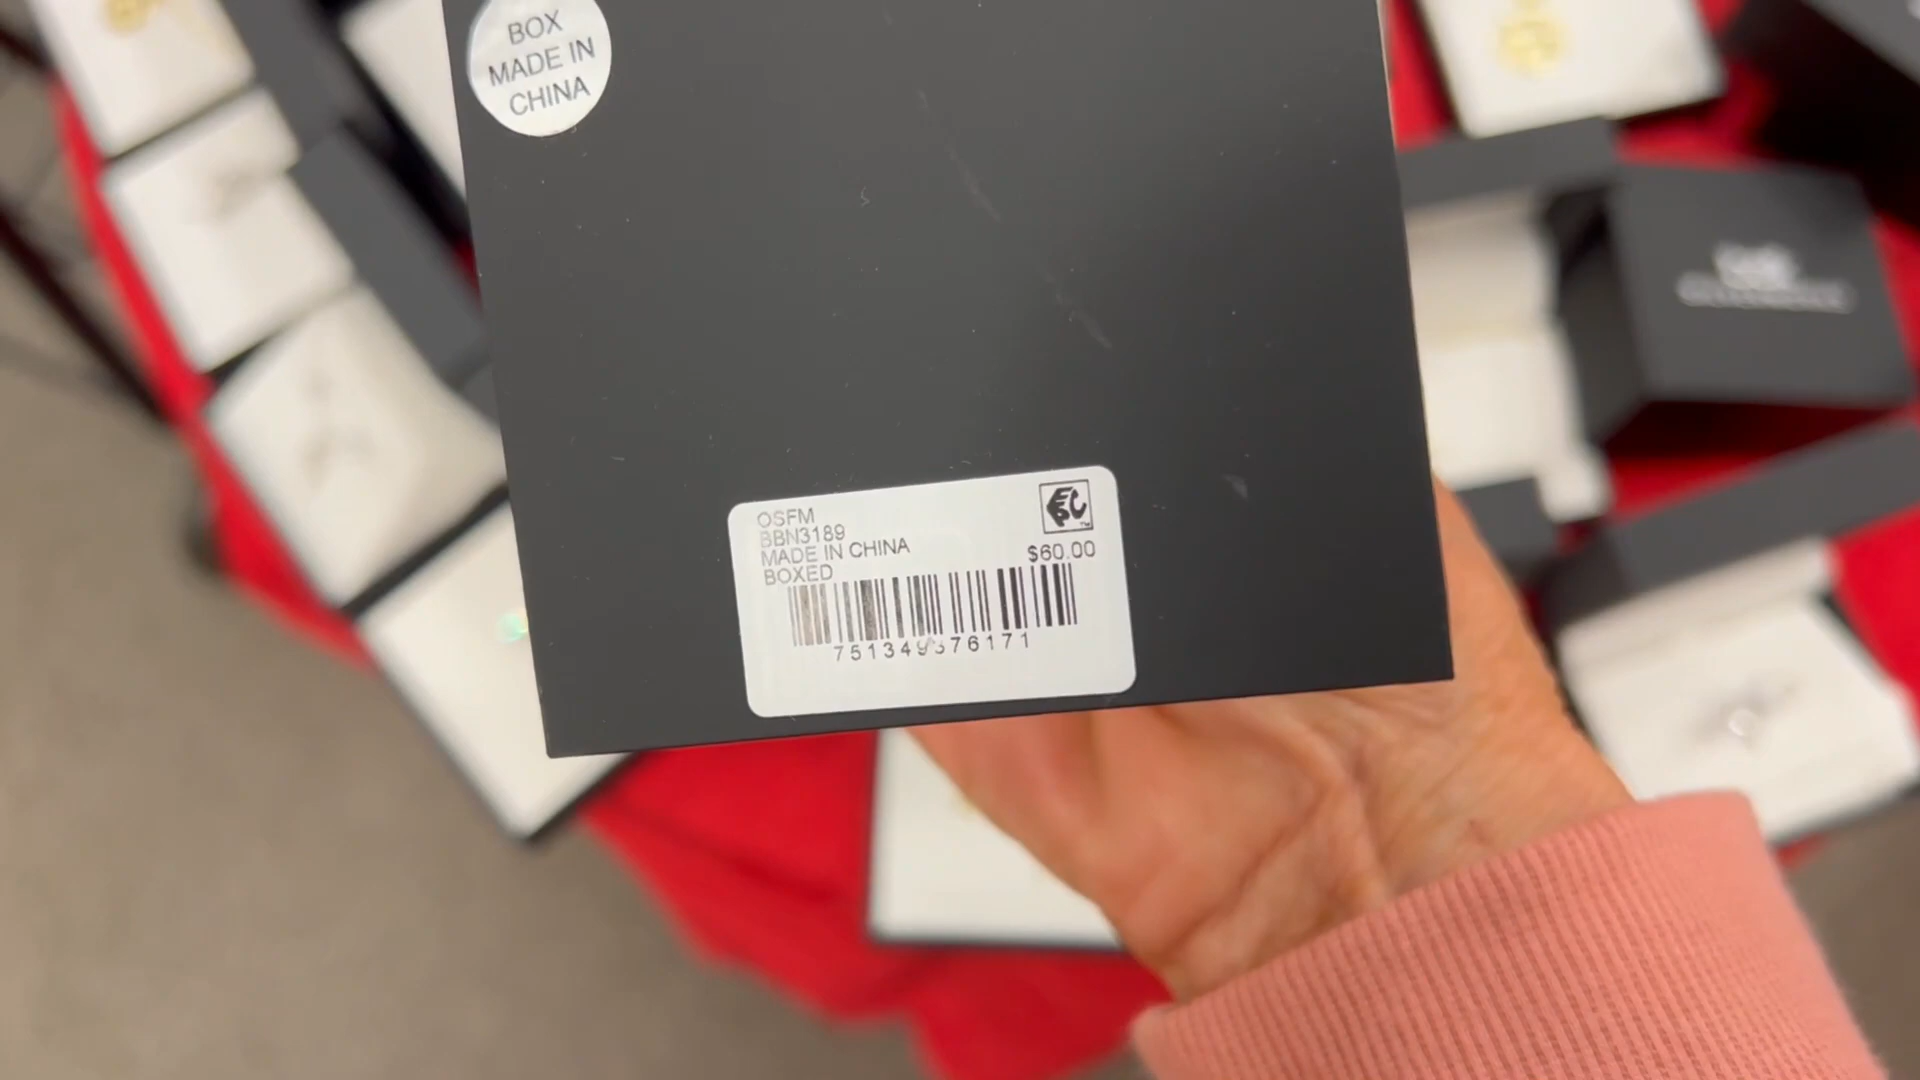 BOX
MADE IN
CHINA
OSFM
BBN3189
MADE IN CHINA
$60.00
BOXED